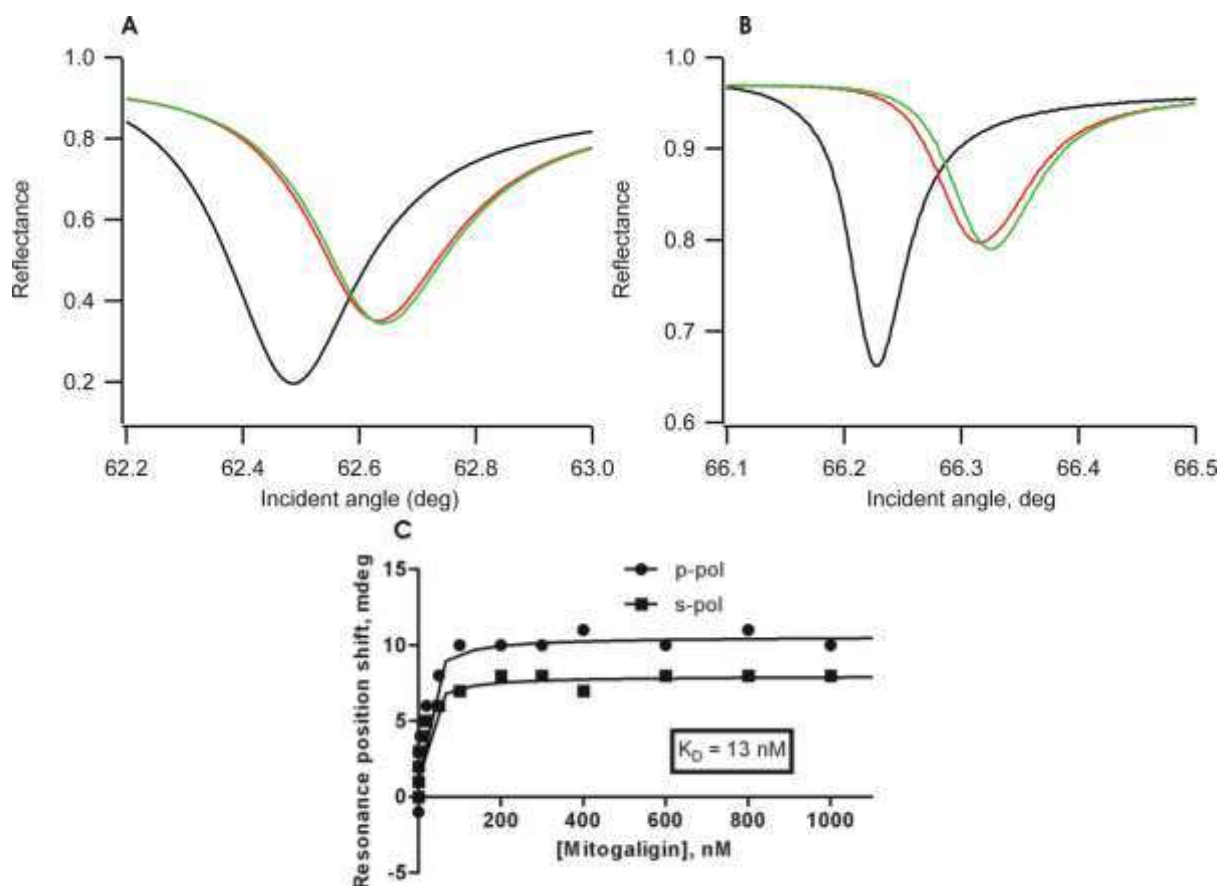 A
B
1.0
0.8
0.6
0.4
0.2
Reflectance
62.2 62.4 62.6 62.8 63.0
Incident angle (deg)
1.0
0.9
0.8
0.7
0.6
Reflectance
66.1 66.2 66.3 66.4 66.5
Incident angle, deg
C
Resonance position shift, mdeg
15
10
5
0
-5
p-pol
s-pol
K_D = 13 nM
200 400 600 800 1000
[Mitogaligin], nM